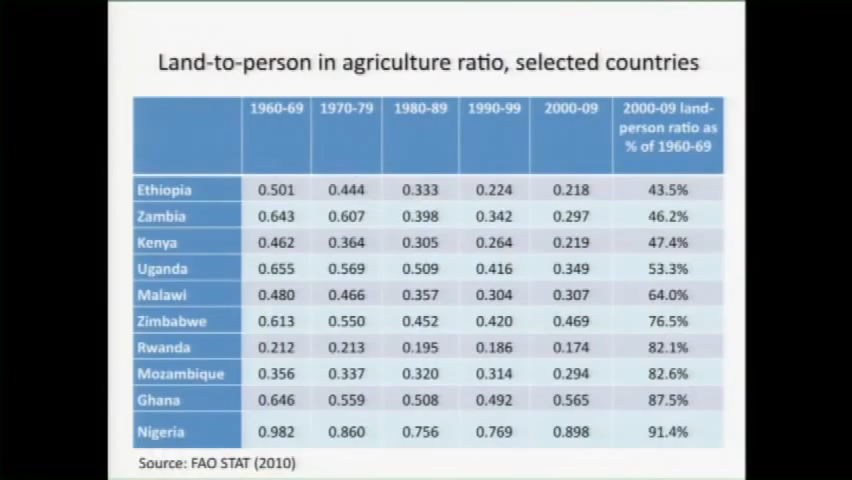 Land-to-person in agriculture ratio, selected countries
1960-69 1970-79 1980-89 1990-99 2000-09 2000-09 land-
person ratio as
% of 1960-69
Ethiopia 0.501 0.444 0.333 0.224 0.218 43.5%
Zambia 0.643 0.607 0.398 0.342 0.297 46.2%
Kenya 0.462 0.364 0.305 0.264 0.219 47.4%
Uganda 0.655 0.569 0.509 0.416 0.349 53.3%
Malawi 0.480 0.466 0.357 0.304 0.307 64.0%
Zimbabwe 0.613 0.550 0.452 0.420 0.469 76.5%
Rwanda 0.212 0.213 0.195 0.186 0.174 82.1%
Mozambique 0.356 0.337 0.320 0.314 0.294 82.6%
Ghana 0.646 0.559 0.508 0.492 0.565 87.5%
Nigeria 0.982 0.860 0.756 0.769 0.898 91.4%
Source: FAO STAT (2010)